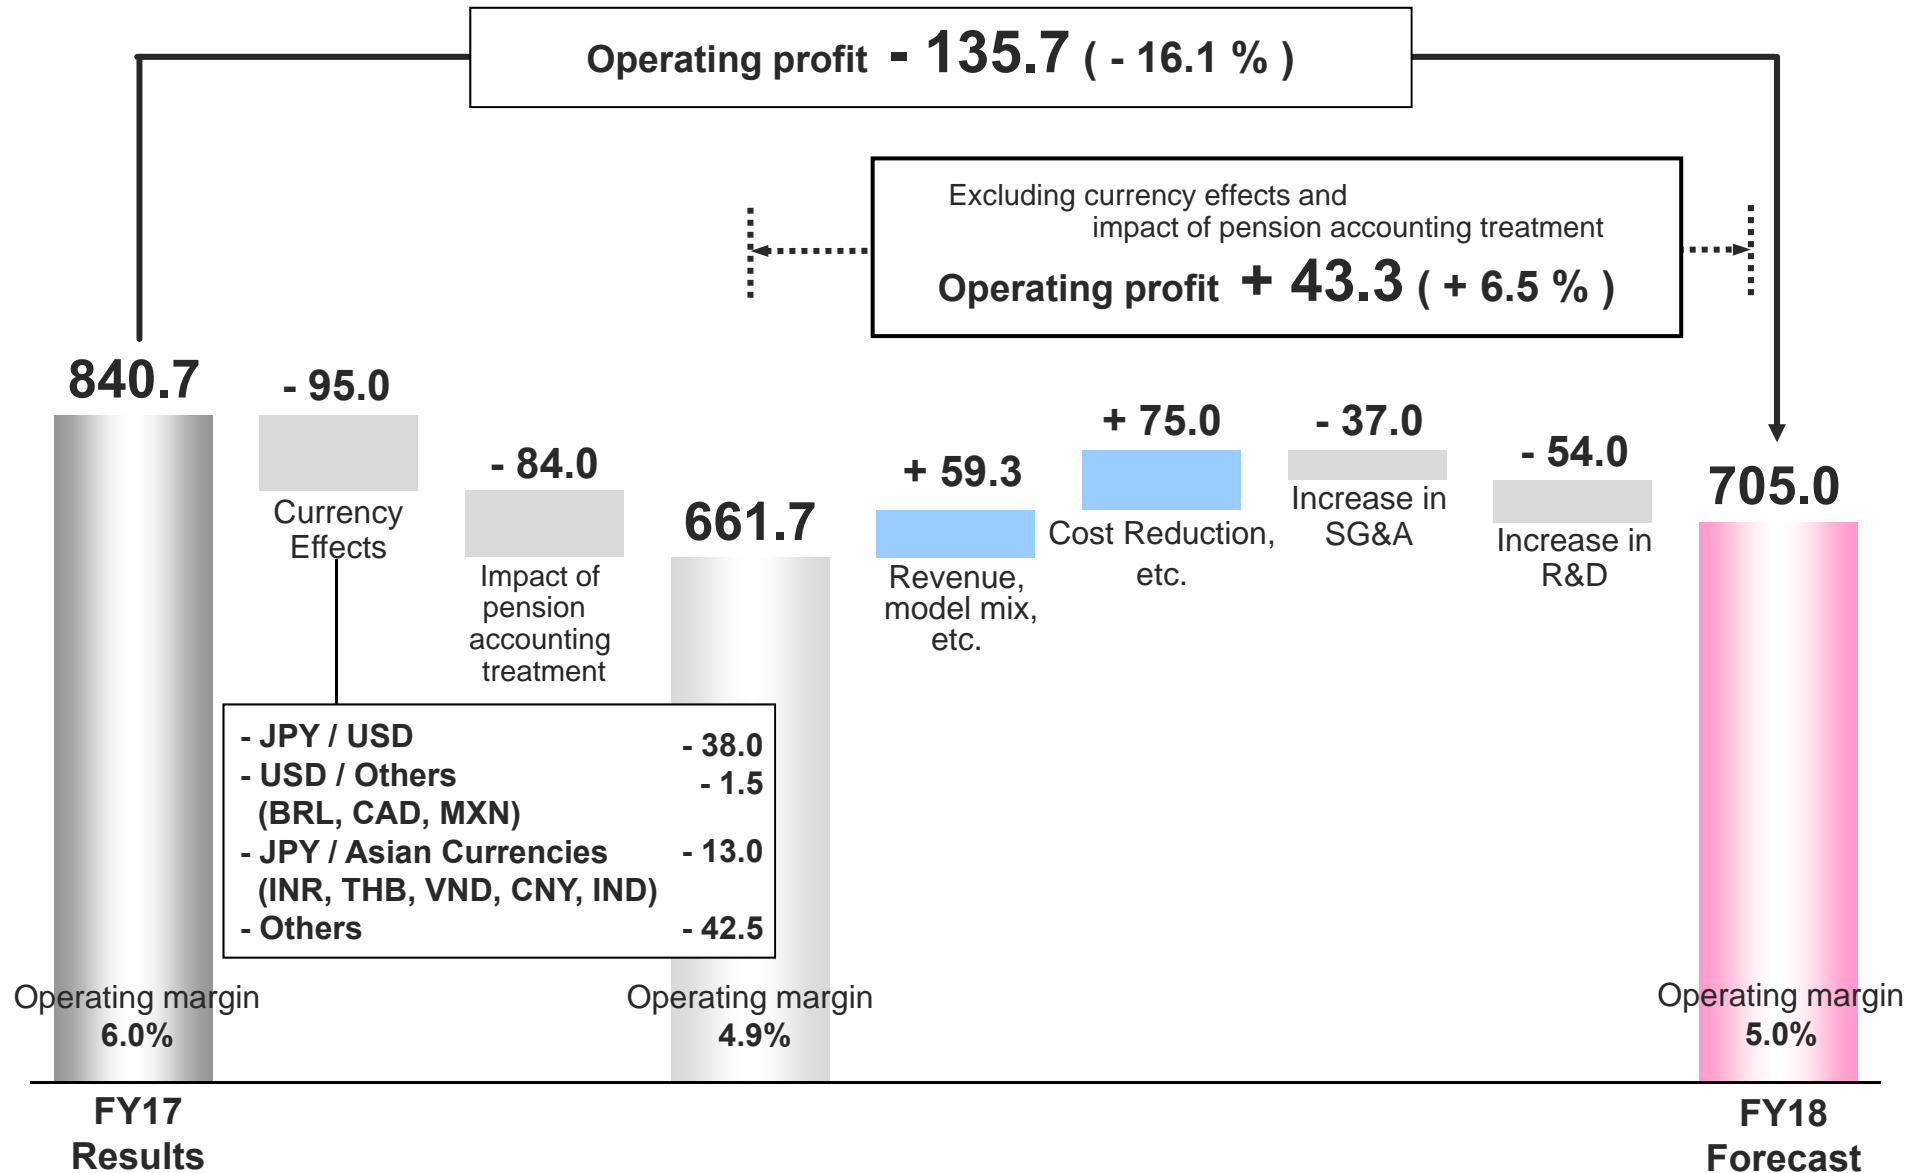 Operating profit - 135.7 ( - 16.1 % )
Excluding currency effects and
impact of pension accounting treatment
Operating profit + 43.3 ( + 6.5 % )
840.7
- 95.0
Currency
Effects
- 84.0
Impact of
pension
accounting
treatment
661.7
+ 59.3
Revenue,
model mix,
etc.
+ 75.0
Cost Reduction,
etc.
- 37.0
Increase in
SG&A
- 54.0
Increase in
R&D
705.0
- JPY / USD - 38.0
- USD / Others - 1.5
(BRL, CAD, MXN)
- JPY / Asian Currencies - 13.0
(INR, THB, VND, CNY, IND)
- Others - 42.5
Operating margin
6.0%
Operating margin
4.9%
Operating margin
5.0%
FY17
Results
FY18
Forecast